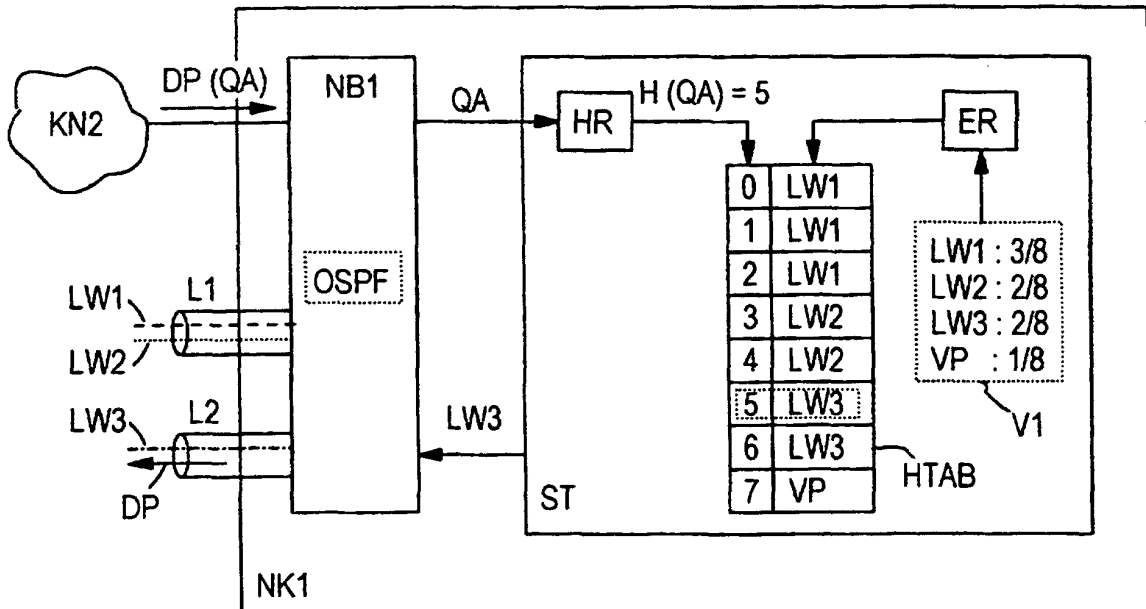 DP (QA)
KN2
NB1
QA
HR
H (QA) = 5
ER
0 LW1
1 LW1
2 LW1
3 LW2
4 LW2
5 LW3
6 LW3
7 VP
LW1 : 3/8
LW2 : 2/8
LW3 : 2/8
VP : 1/8
V1
HTAB
OSPF
LW1
L1
LW2
LW3
L2
DP
LW3
ST
NK1